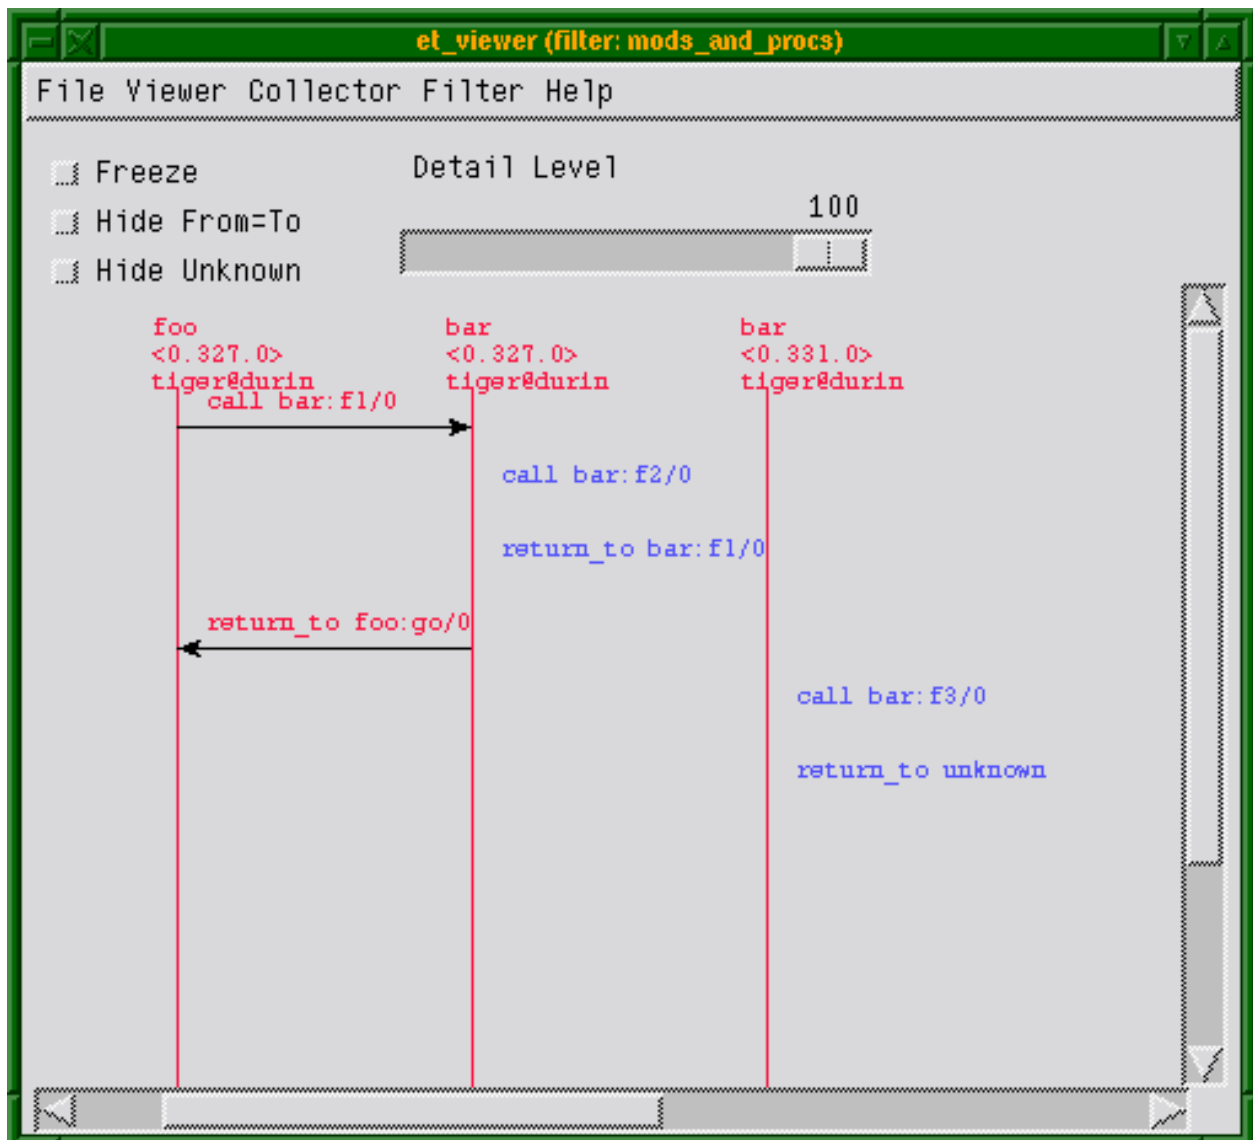 et_viewer (filter: mods_and_procs)
File Viewer Collector Filter Help
Freeze
Detail Level
Hide From=To
100
Hide Unknown
foo bar bar
<0.327.0> <0.327.0> <0.331.0>
tiger@durin tiger@durin tiger@durin
call bar:f1/0
call bar:f2/0
return_to bar:f1/0
return_to foo:go/0
call bar:f3/0
return_to unknown